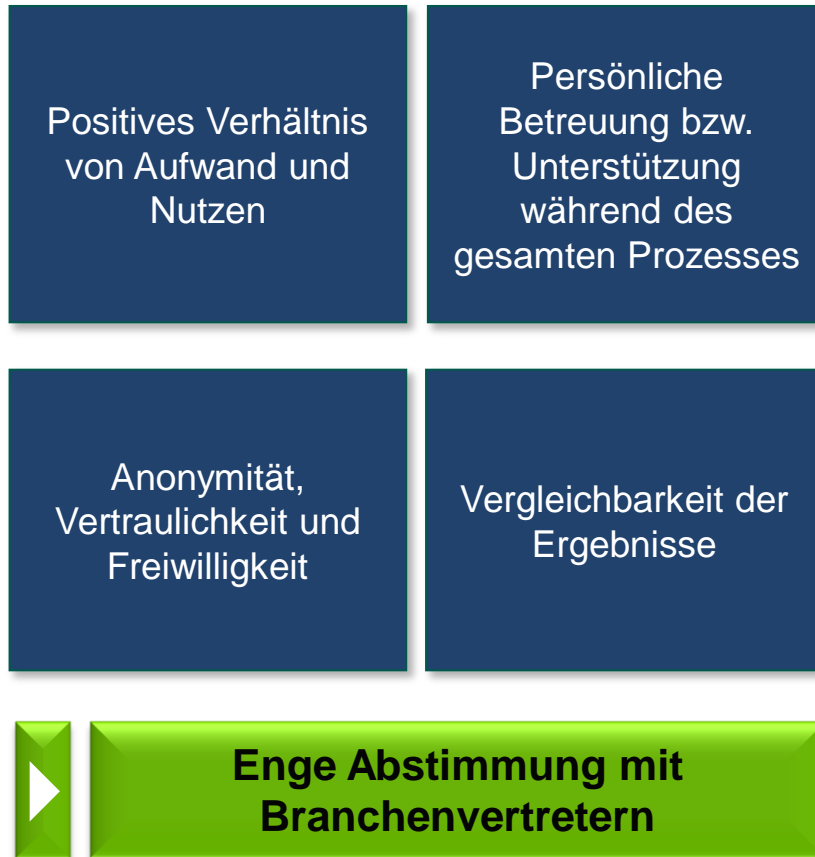 Positives Verhältnis
von Aufwand und
Nutzen
Persönliche
Betreuung bzw.
Unterstützung
während des
gesamten Prozesses
Anonymität,
Vertraulichkeit und
Freiwilligkeit
Vergleichbarkeit der
Ergebnisse
Enge Abstimmung mit
Branchenvertretern